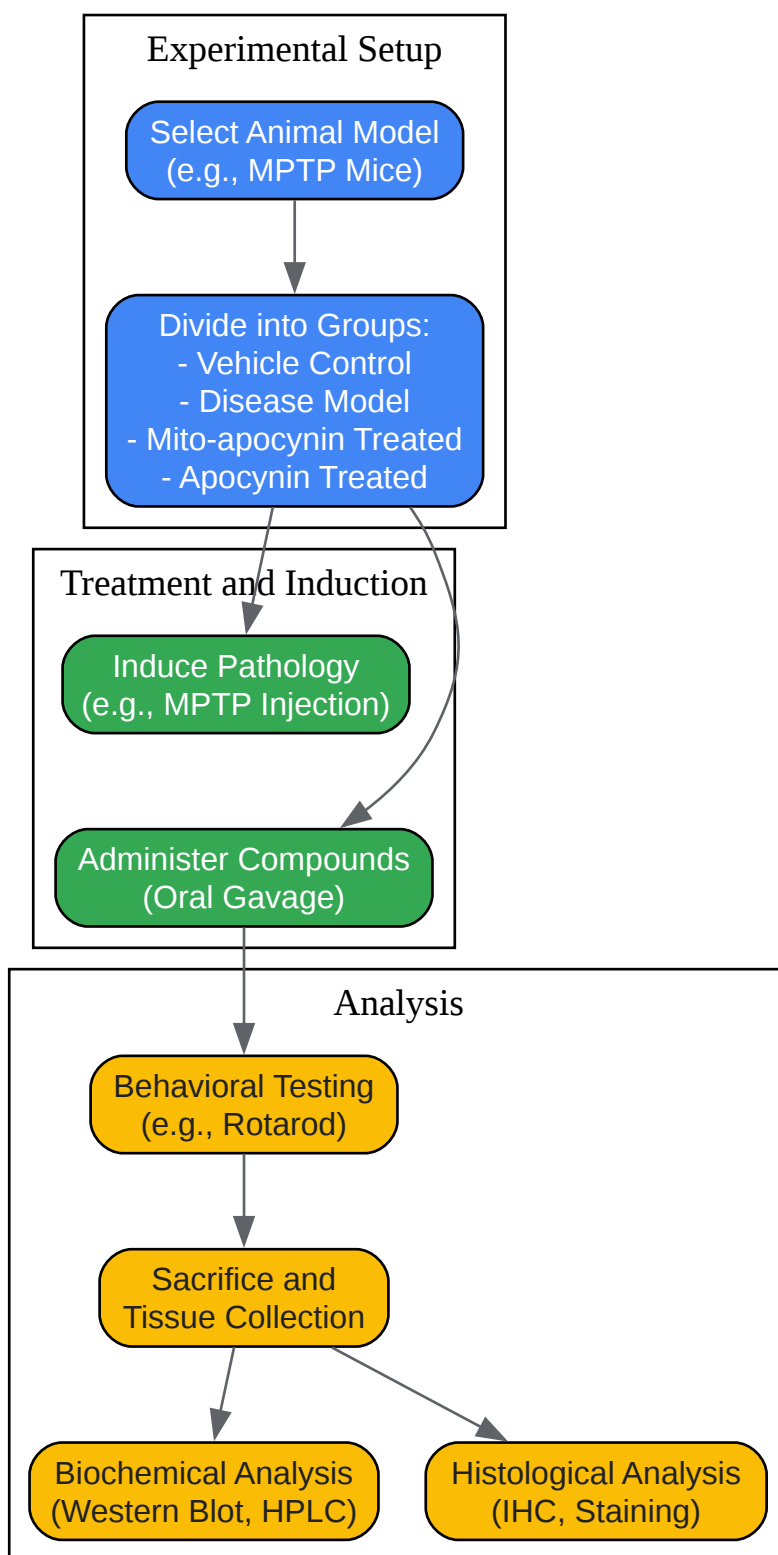 Experimental Setup
Select Animal Model
(e.g., MPTP Mice)
Divide into Groups:
- Vehicle Control
- Disease Model
- Mito-apocynin Treated
- Apocynin Treated
Treatment and Induction
Induce Pathology
(e.g., MPTP Injection)
Administer Compounds
(Oral Gavage)
Analysis
Behavioral Testing
(e.g., Rotarod)
Sacrifice and
Tissue Collection
Biochemical Analysis
(Western Blot, HPLC)
Histological Analysis
(IHC, Staining)